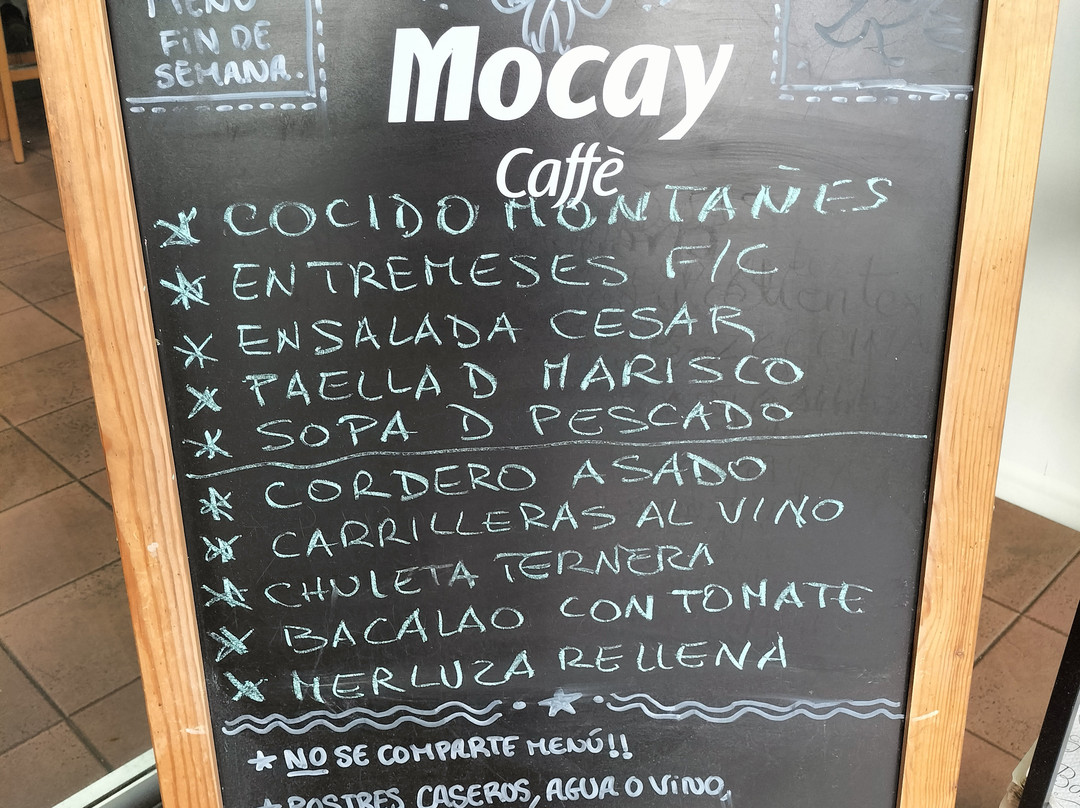 MENÚ
FIN DE
SEMANA.
Mocay
Caffè
* COCIDO MONTAÑES
* ENTREMESES F/C
* ENSALADA CESAR
* PAELLA D MARISCO
* SOPA D PESCADO
* CORDERO ASADO
* CARRILLERAS AL VINO
* CHULETA TERNERA
* BACALAO CON TOMATE
* MERLUZA RELLENA
* NO SE COMPARTE MENÚ!!
* POSTRES CASEROS, AGUA O VINO,